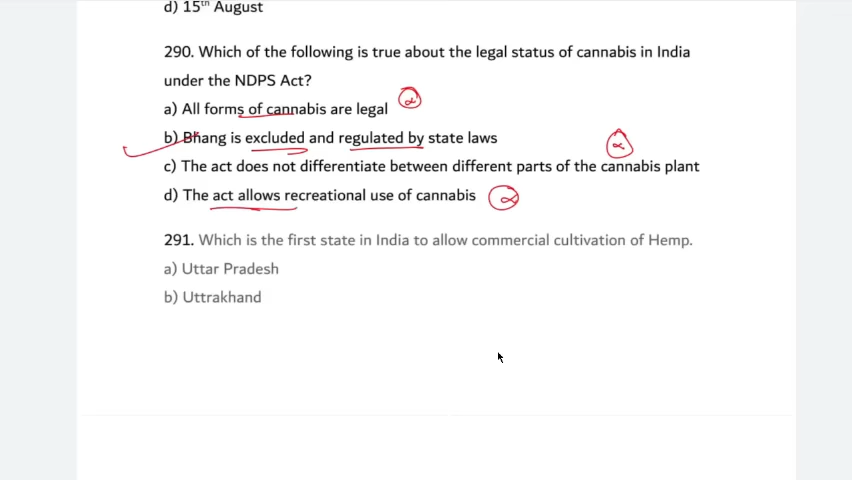 d) 15th August
290. Which of the following is true about the legal status of cannabis in India
under the NDPS Act?
a) All forms of cannabis are legal
b) Bhang is excluded and regulated by state laws
c) The act does not differentiate between different parts of the cannabis plant
d) The act allows recreational use of cannabis
291. Which is the first state in India to allow commercial cultivation of Hemp.
a) Uttar Pradesh
b) Uttrakhand